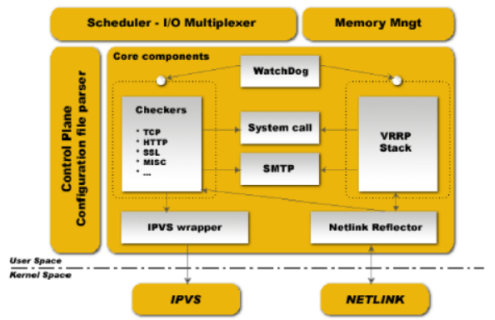 Scheduler - I/O Multiplexer
Memory Mngt
Control Plane
Configuration file parser
Core components
WatchDog
Checkers
* TCP
* HTTP
* SSL
* MISC
* ...
System call
SMTP
VRRP
Stack
IPVS wrapper
Netlink Reflector
User Space
Kernel Space
IPVS
NETLINK